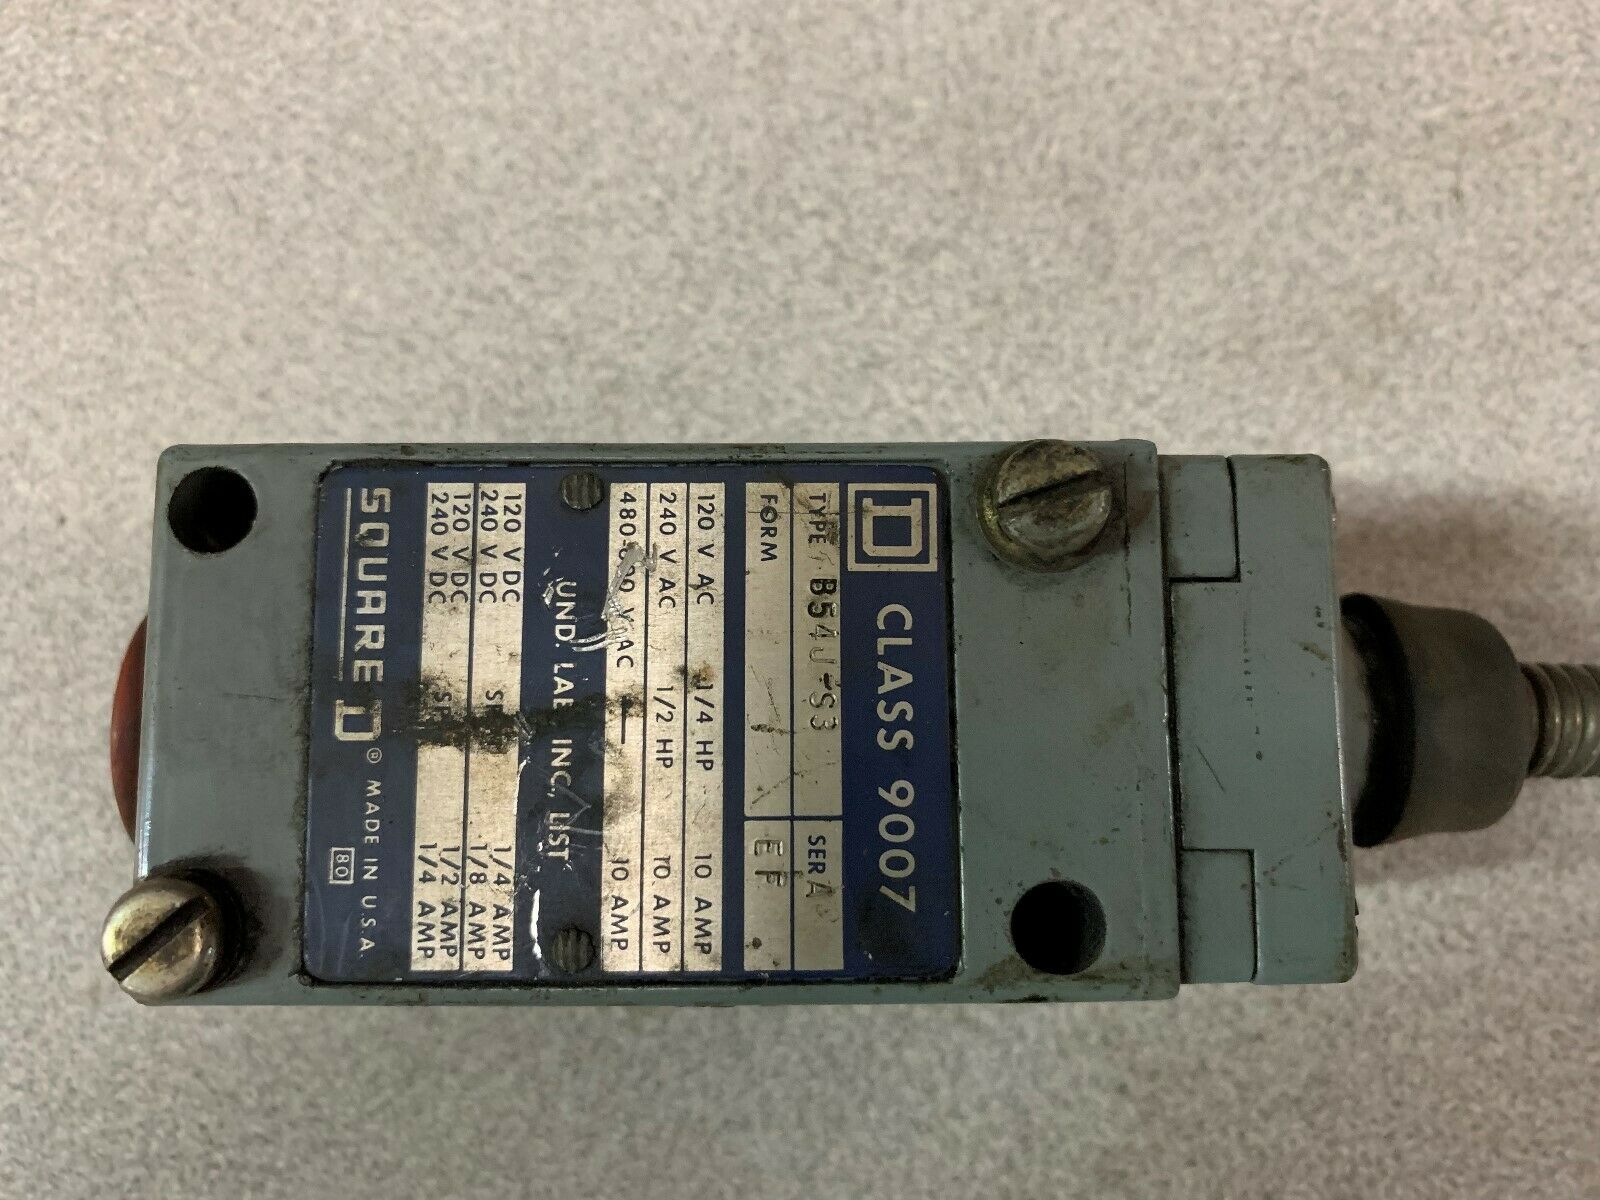 D CLASS 9007
TYPE B54J-S3 SER A
FORM EF
120 V AC 1/4 HP 10 AMP
240 V AC 1/2 HP 10 AMP
V AC — 10 AMP
UND. LAB INC, LIST
120 V DC 1/4 AMP
240 V DC 1/8 AMP
120 V DC 1/2 AMP
240 V DC 1/4 AMP
SQUARE D ® MADE IN U.S.A.
80